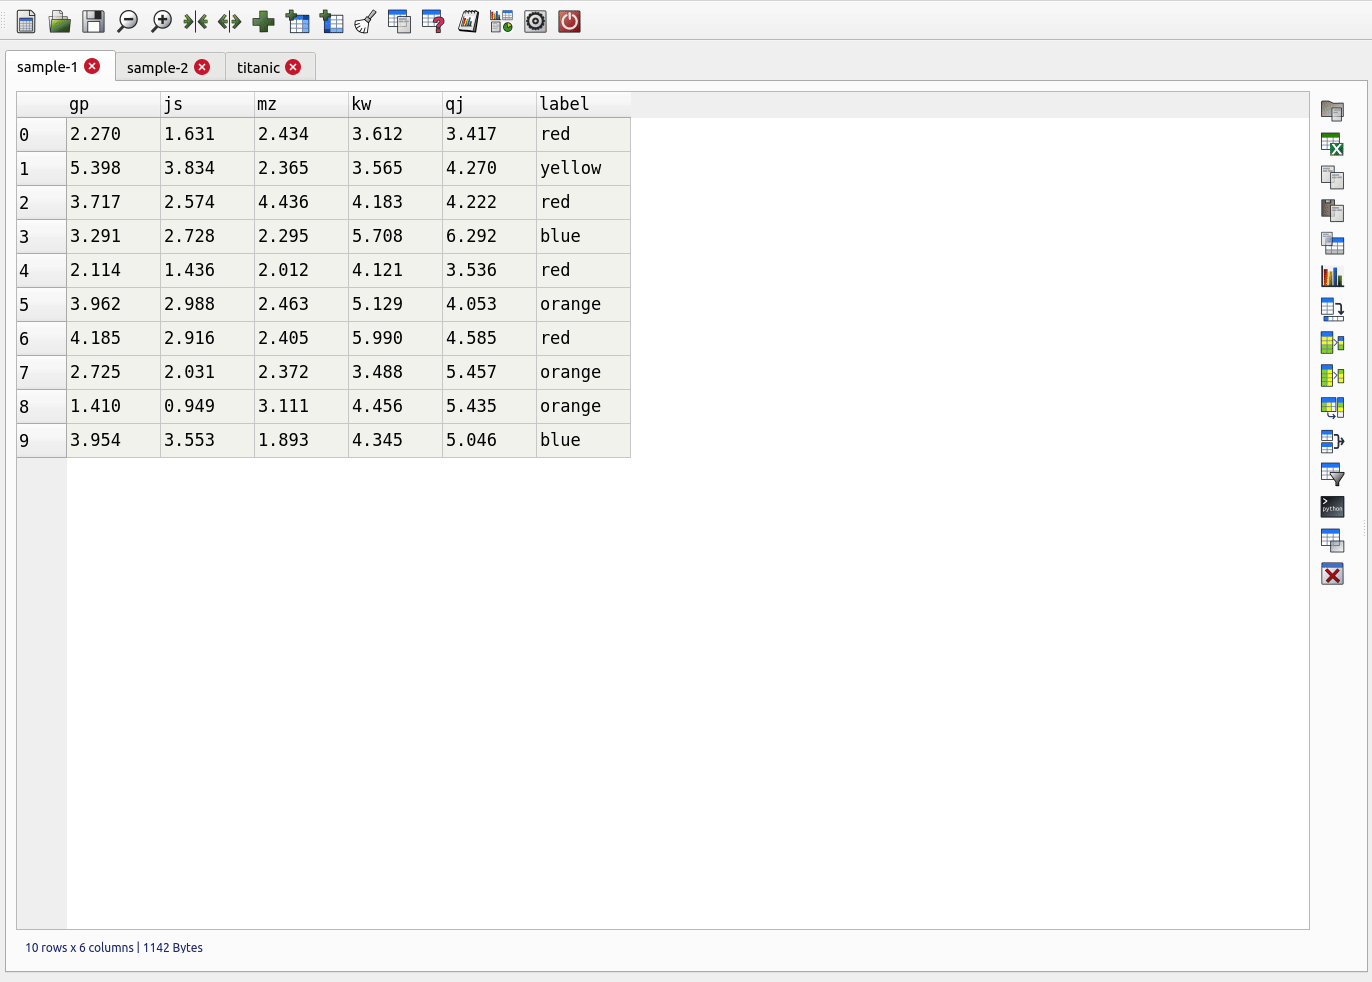 sample-1 sample-2 titanic
gp js mz kw qj label
0 2.270 1.631 2.434 3.612 3.417 red
1 5.398 3.834 2.365 3.565 4.270 yellow
2 3.717 2.574 4.436 4.183 4.222 red
3 3.291 2.728 2.295 5.708 6.292 blue
4 2.114 1.436 2.012 4.121 3.536 red
5 3.962 2.988 2.463 5.129 4.053 orange
6 4.185 2.916 2.405 5.990 4.585 red
7 2.725 2.031 2.372 3.488 5.457 orange
8 1.410 0.949 3.111 4.456 5.435 orange
9 3.954 3.553 1.893 4.345 5.046 blue
python
10 rows x 6 columns | 1142 Bytes